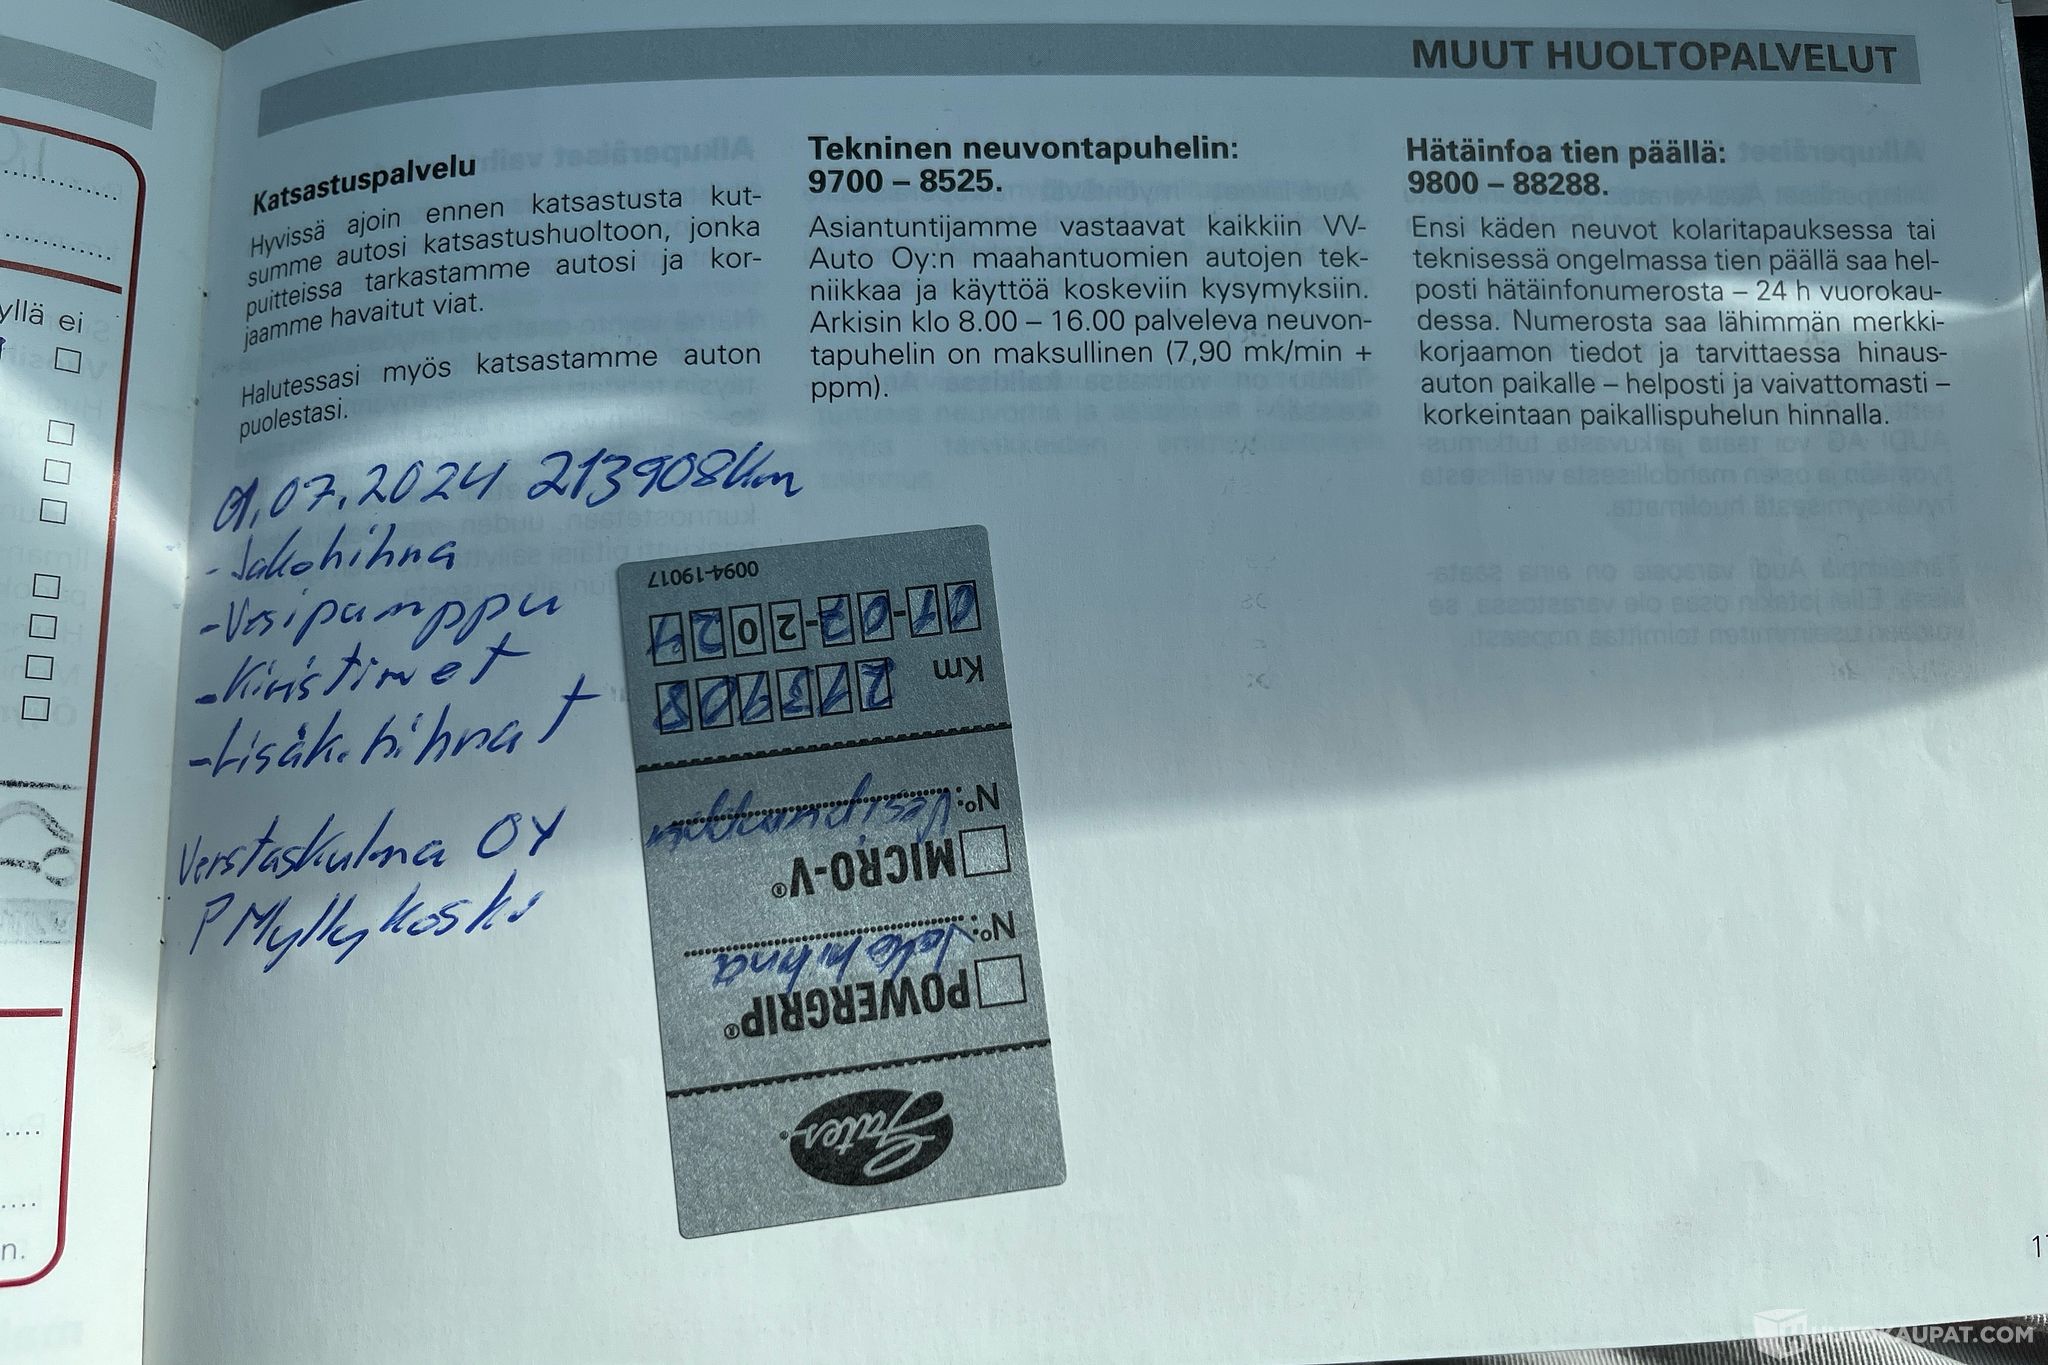 MUUT HUOLTOPALVELUT
Katsastuspalvelu
Hyvissä ajoin ennen katsastusta kut-
summe autosi katsastushuoltoon, jonka
puitteissa tarkastamme autosi ja kor-
jaamme havaitut viat.
Halutessasi myös katsastamme auton
puolestasi.
Tekninen neuvontapuhelin:
9700 – 8525.
Asiantuntijamme vastaavat kaikkiin VV-
Auto Oy:n maahantuomien autojen tek-
niikkaa ja käyttöä koskeviin kysymyksiin.
Arkisin klo 8.00 – 16.00 palveleva neuvon-
tapuhelin on maksullinen (7,90 mk/min +
ppm).
Hätäinfoa tien päällä:
9800 – 88288.
Ensi käden neuvot kolaritapauksessa tai
teknisessä ongelmassa tien päällä saa hel-
posti hätäinfonumerosta – 24 h vuorokau-
dessa. Numerosta saa lähimmän merkki-
korjaamon tiedot ja tarvittaessa hinaus-
auton paikalle – helposti ja vaivattomasti –
korkeintaan paikallispuhelun hinnalla.
01.07.2024 213908km
-Jakohihna
-Vesipumppu
-Kiristimet
-Lisäk.hihnat
Verstaskulma OY
P Myllykoski
Gates®
POWERGRIP®
Nº: Jakohihna
MICRO-V®
Nº: Vesipumppu
Km 213908
01-07-2024
0094-19017
yllä ei
n.
UTOKAUPAT.COM